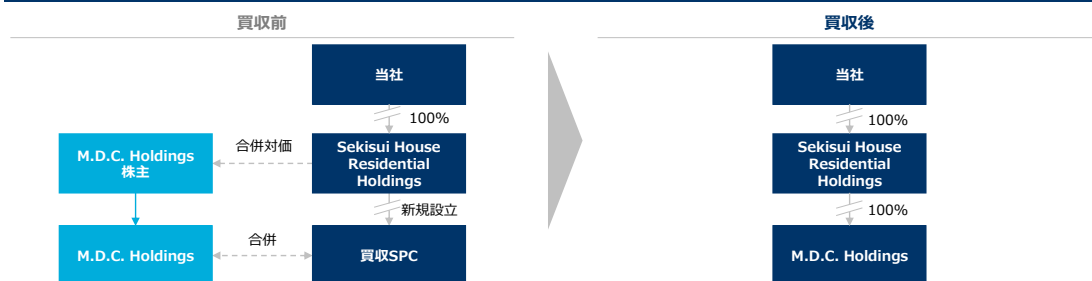 買収前
当社
100%
M.D.C. Holdings
株主
合併対価
Sekisui House
Residential
Holdings
新規設立
M.D.C. Holdings
合併
買収SPC
買収後
当社
100%
Sekisui House
Residential
Holdings
100%
M.D.C. Holdings